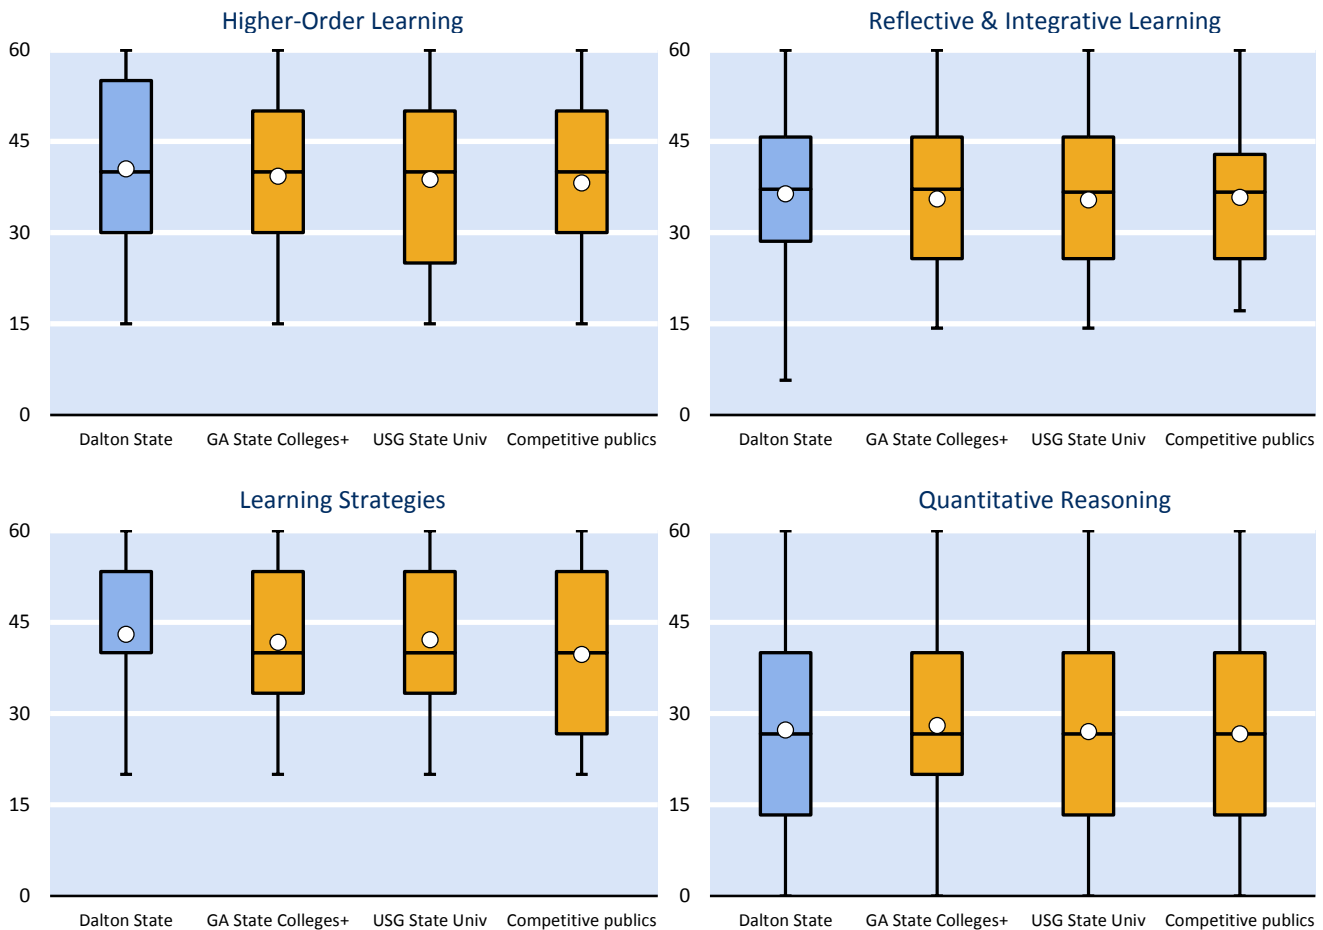 Higher-Order Learning
60
45
30
15
0
Dalton State GA State Colleges+ USG State Univ Competitive publics
Reflective & Integrative Learning
60
45
30
15
0
Dalton State GA State Colleges+ USG State Univ Competitive publics
Learning Strategies
60
45
30
15
0
Dalton State GA State Colleges+ USG State Univ Competitive publics
Quantitative Reasoning
60
45
30
15
0
Dalton State GA State Colleges+ USG State Univ Competitive publics